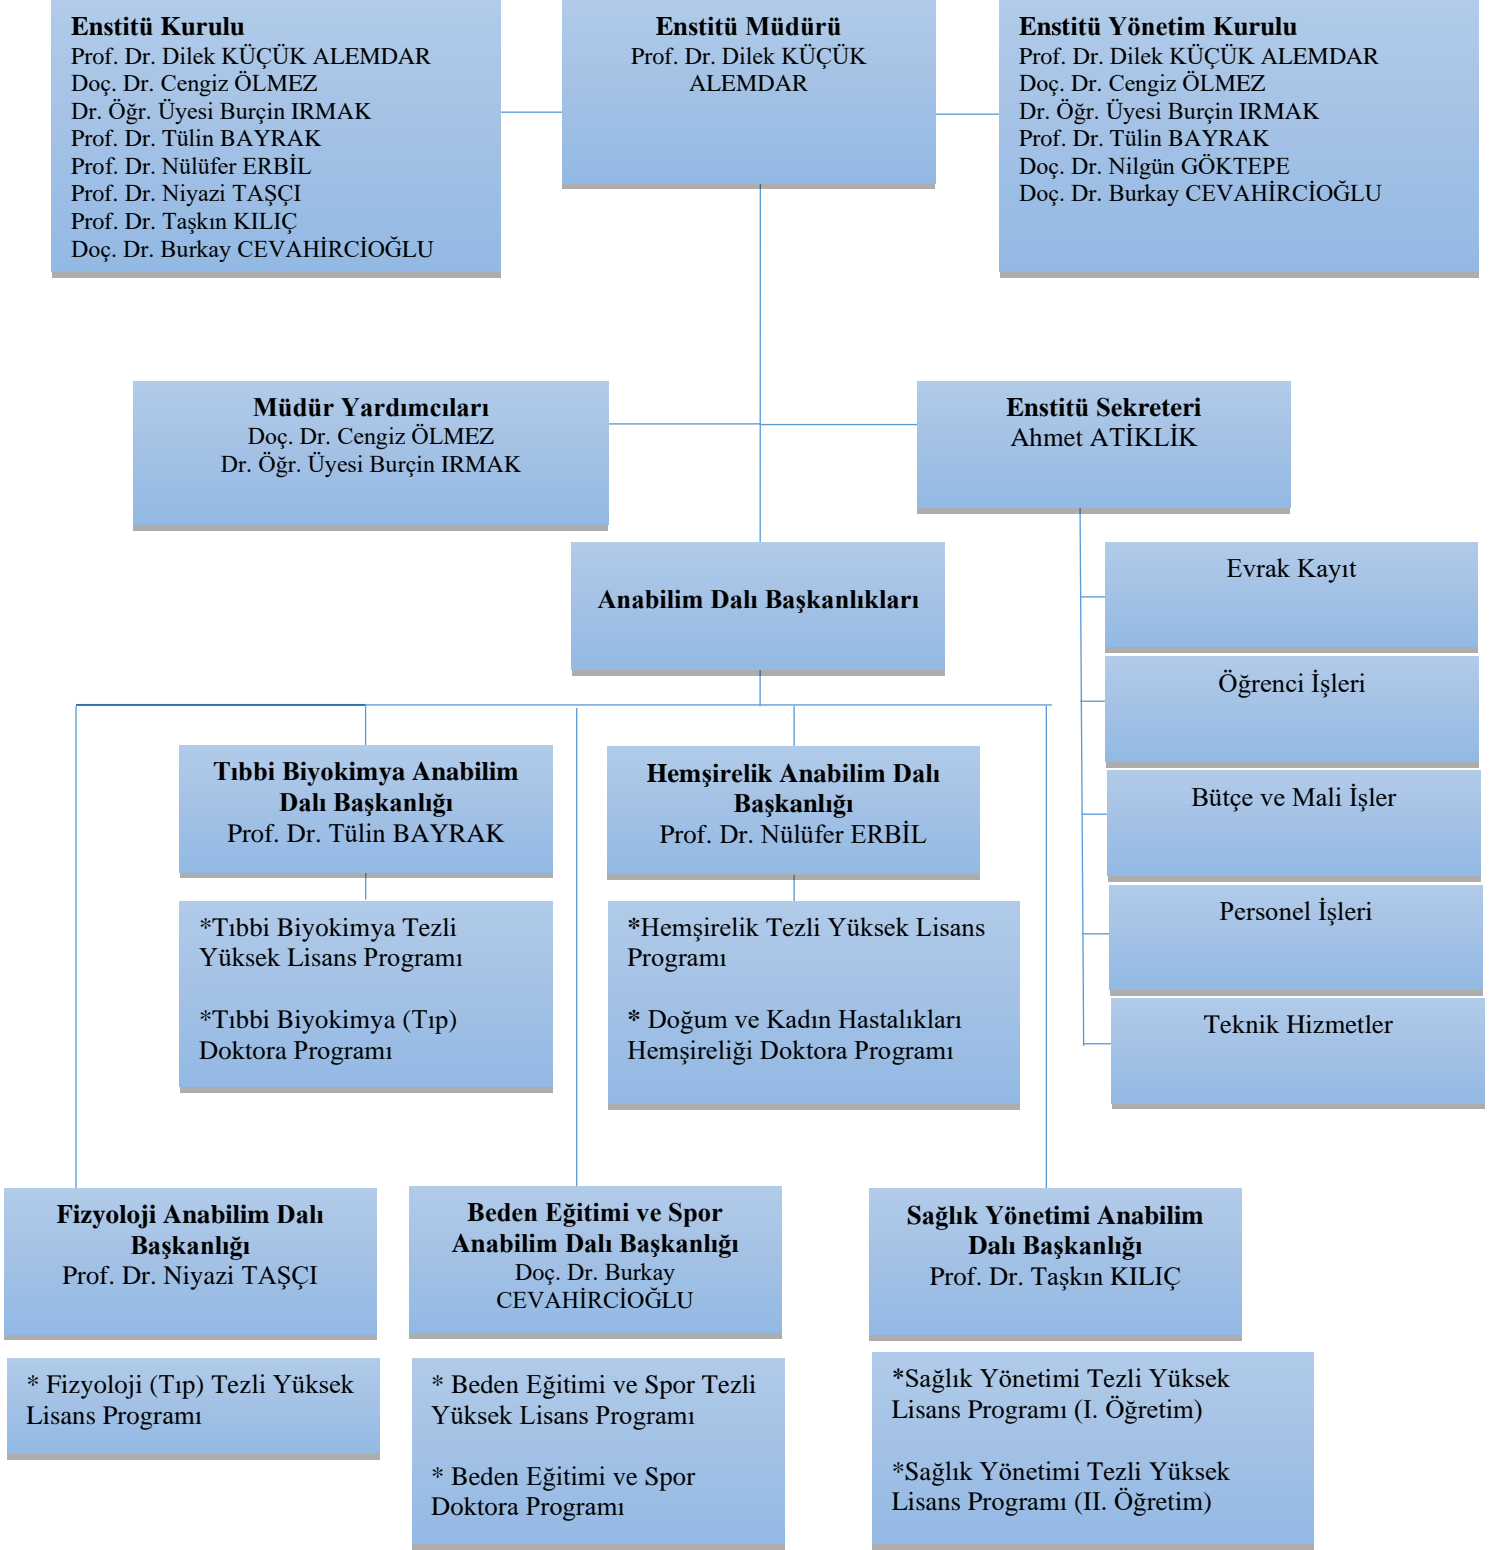 Enstitü Kurulu
Prof. Dr. Dilek KÜÇÜK ALEMDAR
Doç. Dr. Cengiz ÖLMEZ
Dr. Öğr. Üyesi Burçin IRMAK
Prof. Dr. Tülin BAYRAK
Prof. Dr. Nülüfer ERBİL
Prof. Dr. Niyazi TAŞÇI
Prof. Dr. Taşkın KILIÇ
Doç. Dr. Burkay CEVAHİRCİOĞLU
Enstitü Müdürü
Prof. Dr. Dilek KÜÇÜK
ALEMDAR
Enstitü Yönetim Kurulu
Prof. Dr. Dilek KÜÇÜK ALEMDAR
Doç. Dr. Cengiz ÖLMEZ
Dr. Öğr. Üyesi Burçin IRMAK
Prof. Dr. Tülin BAYRAK
Doç. Dr. Nilgün GÖKTEPE
Doç. Dr. Burkay CEVAHİRCİOĞLU
Müdür Yardımcıları
Doç. Dr. Cengiz ÖLMEZ
Dr. Öğr. Üyesi Burçin IRMAK
Enstitü Sekreteri
Ahmet ATİKLİK
Anabilim Dalı Başkanlıkları
Evrak Kayıt
Öğrenci İşleri
Bütçe ve Mali İşler
Personel İşleri
Teknik Hizmetler
Tıbbi Biyokimya Anabilim
Dalı Başkanlığı
Prof. Dr. Tülin BAYRAK
Hemşirelik Anabilim Dalı
Başkanlığı
Prof. Dr. Nülüfer ERBİL
*Tıbbi Biyokimya Tezli
Yüksek Lisans Programı
*Tıbbi Biyokimya (Tıp)
Doktora Programı
*Hemşirelik Tezli Yüksek Lisans
Programı
* Doğum ve Kadın Hastalıkları
Hemşireliği Doktora Programı
Fizyoloji Anabilim Dalı
Başkanlığı
Prof. Dr. Niyazi TAŞÇI
Beden Eğitimi ve Spor
Anabilim Dalı Başkanlığı
Doç. Dr. Burkay
CEVAHİRCİOĞLU
Sağlık Yönetimi Anabilim
Dalı Başkanlığı
Prof. Dr. Taşkın KILIÇ
* Fizyoloji (Tıp) Tezli Yüksek
Lisans Programı
* Beden Eğitimi ve Spor Tezli
Yüksek Lisans Programı
* Beden Eğitimi ve Spor
Doktora Programı
*Sağlık Yönetimi Tezli Yüksek
Lisans Programı (I. Öğretim)
*Sağlık Yönetimi Tezli Yüksek
Lisans Programı (II. Öğretim)